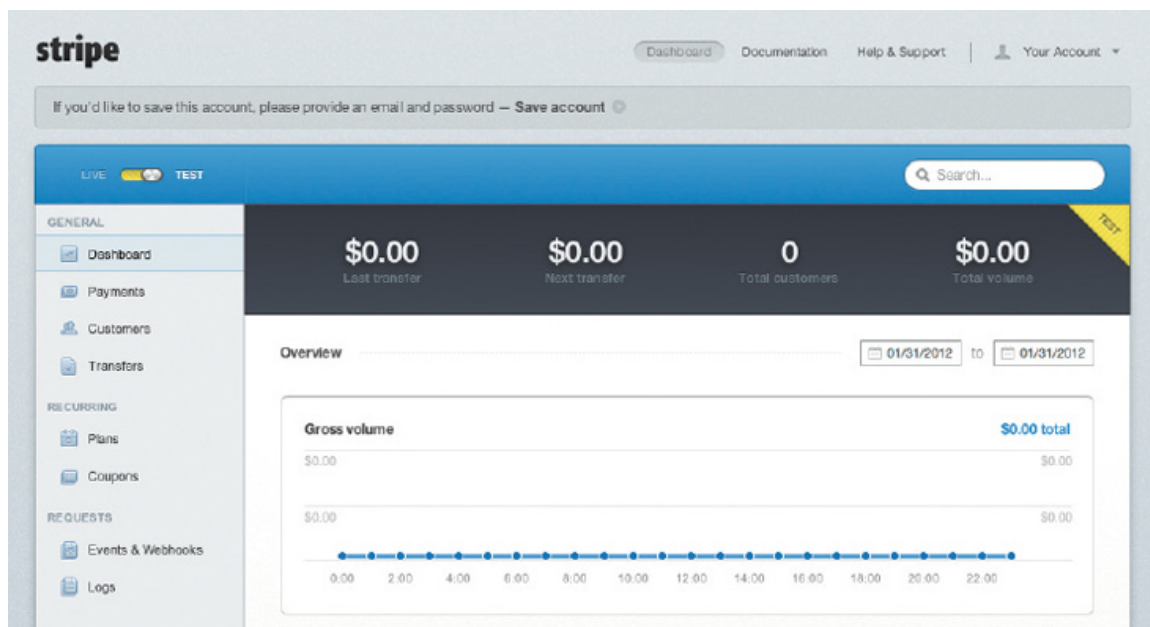 stripe
Dashboard Documentation Help & Support Your Account
If you'd like to save this account, please provide an email and password — Save account
LIVE TEST
Search...
GENERAL
Dashboard
Payments
Customers
Transfers
RECURRING
Plans
Coupons
REQUESTS
Events & Webhooks
Logs
TEST
$0.00 $0.00 0 $0.00
Last transfer Next transfer Total customers Total volume
Overview 01/31/2012 to 01/31/2012
Gross volume $0.00 total
$0.00 $0.00
$0.00 $0.00
0:00 2:00 4:00 6:00 8:00 10:00 12:00 14:00 16:00 18:00 20:00 22:00